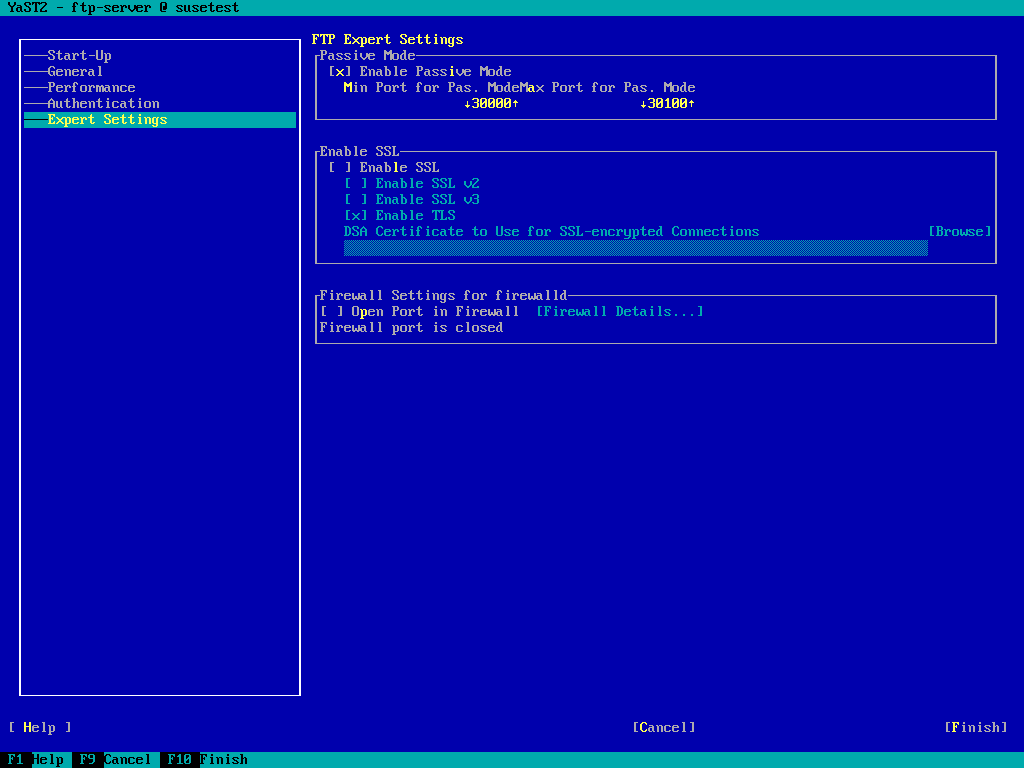 YaST2 - ftp-server @ susetest
Start-Up
General
Performance
Authentication
Expert Settings
FTP Expert Settings
Passive Mode
[x] Enable Passive Mode
Min Port for Pas. ModeMax Port for Pas. Mode
↓30000↑ ↓30100↑
Enable SSL
[ ] Enable SSL
[ ] Enable SSL v2
[ ] Enable SSL v3
[x] Enable TLS
DSA Certificate to Use for SSL-encrypted Connections [Browse]
Firewall Settings for firewalld
[ ] Open Port in Firewall [Firewall Details...]
Firewall port is closed
[ Help ] [Cancel] [Finish]
F1 Help F9 Cancel F10 Finish